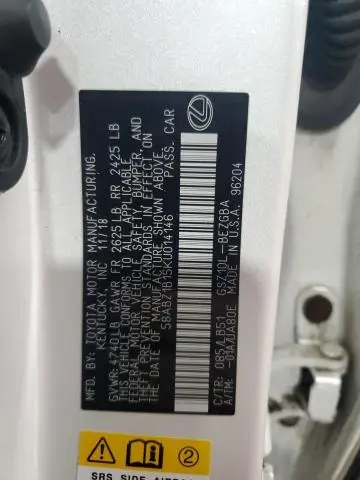 MFD. BY: TOYOTA MOTOR MANUFACTURING,
KENTUCKY, INC. 11/18
GVWR: 4740 LB GAWR FR 2625 LB RR 2425 LB
THIS VEHICLE CONFORMS TO ALL APPLICABLE
FEDERAL MOTOR VEHICLE SAFETY, BUMPER, AND
THEFT PREVENTION STANDARDS IN EFFECT ON
THE DATE OF MANUFACTURE SHOWN ABOVE.
58ABZ1B15KU014146 PASS. CAR
C/TR: 085/LB51 GSZ10L-BEZGBA
A/TM: -01A/UA80E MADE IN U.S.A. 96204
2
SRS SIDE AIRBAG